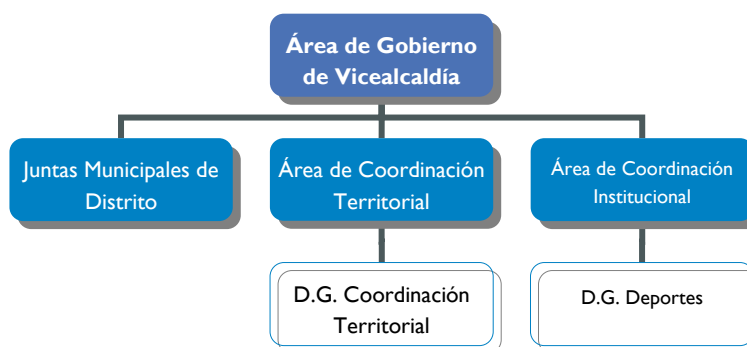 Área de Gobierno
de Vicealcaldía
Juntas Municipales de
Distrito
Área de Coordinación
Territorial
Área de Coordinación
Institucional
D.G. Coordinación
Territorial
D.G. Deportes